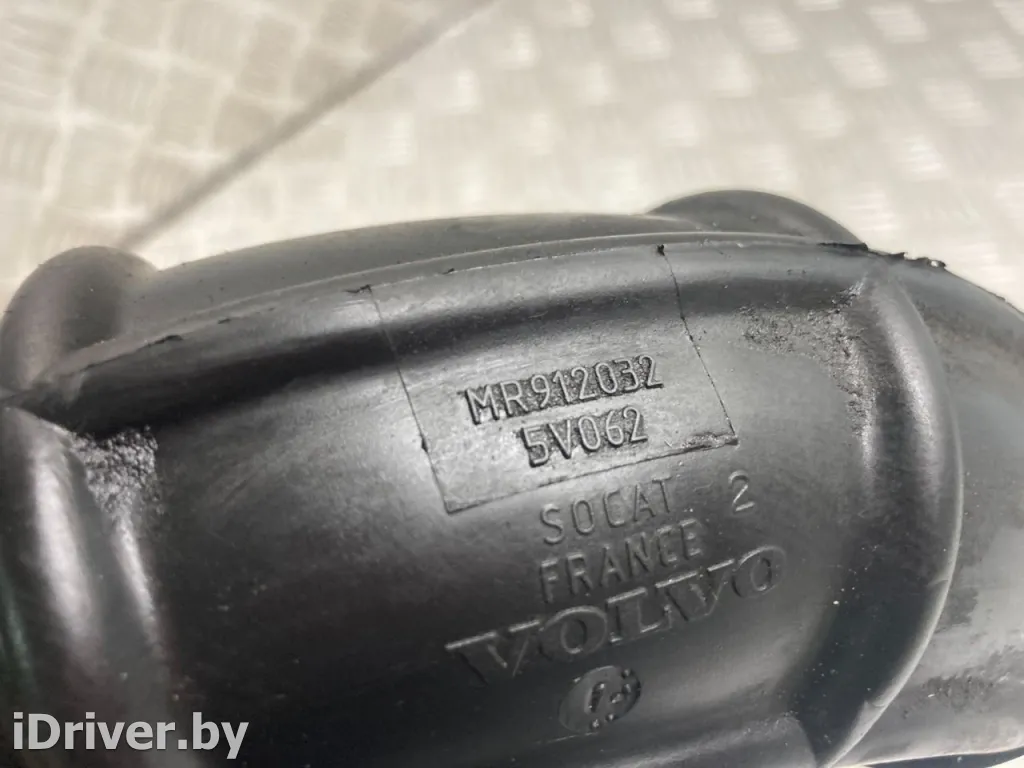 MR912032
5V062
SOCAT - 2
FRANCE
VOLVO
iDriver.by